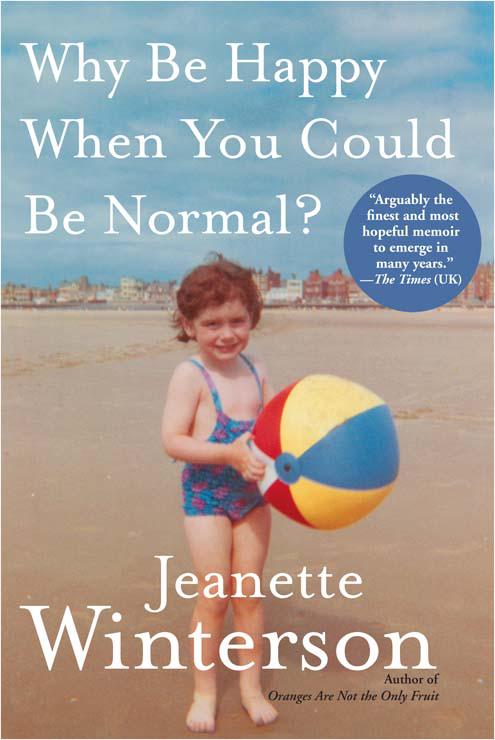 Why Be Happy
When You Could
Be Normal?
“Arguably the
finest and most
hopeful memoir
to emerge in
many years.”
—The Times (UK)
Jeanette
Winterson
Author of
Oranges Are Not the Only Fruit